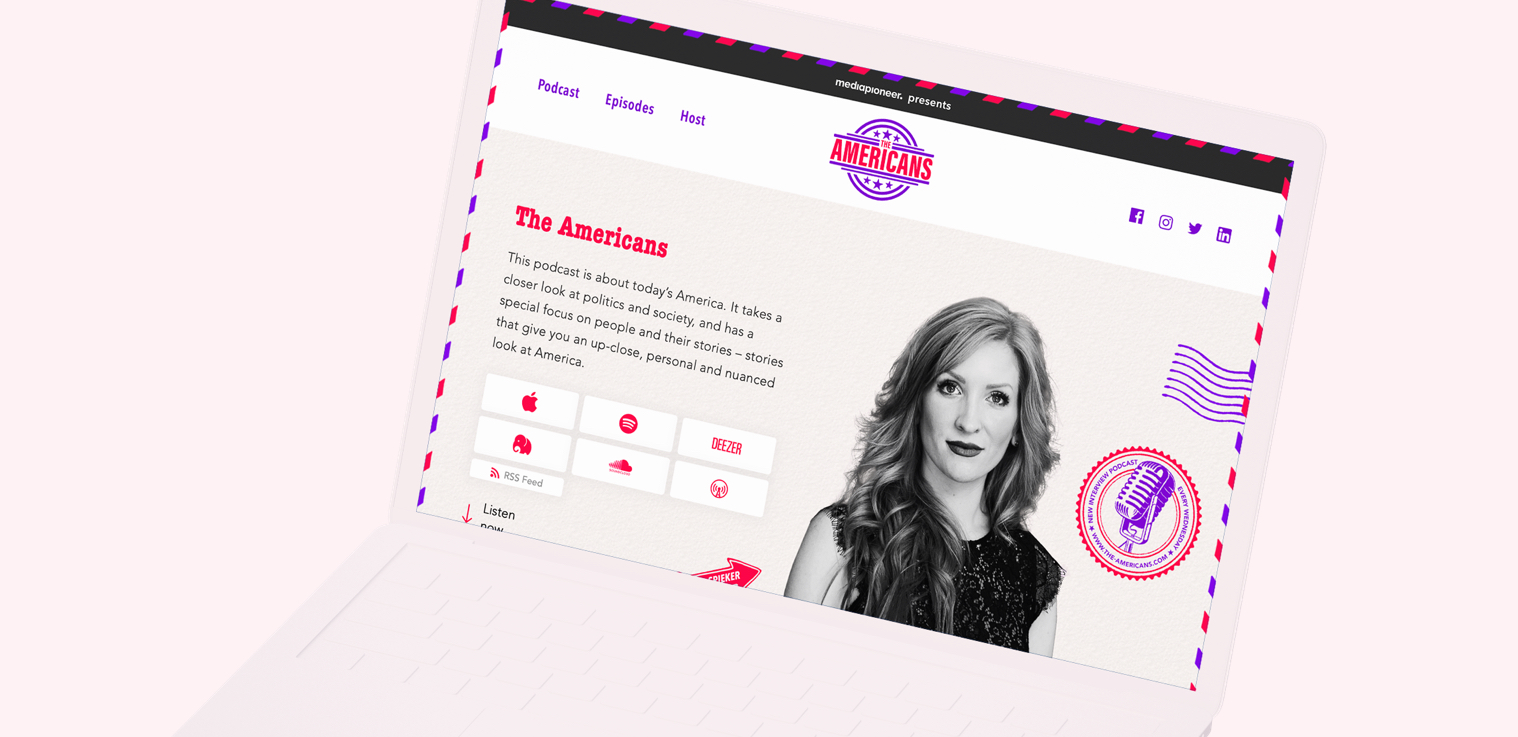 mediapioneer. presents
Podcast Episodes Host
THE
AMERICANS
The Americans
This podcast is about today's America. It takes a
closer look at politics and society, and has a
special focus on people and their stories – stories
that give you an up-close, personal and nuanced
look at America.
DEEZER
SOUNDCLOUD
RSS Feed
Listen
now
NEW INTERVIEW PODCAST
EVERY WEDNESDAY
WWW.THE-AMERICANS.COM